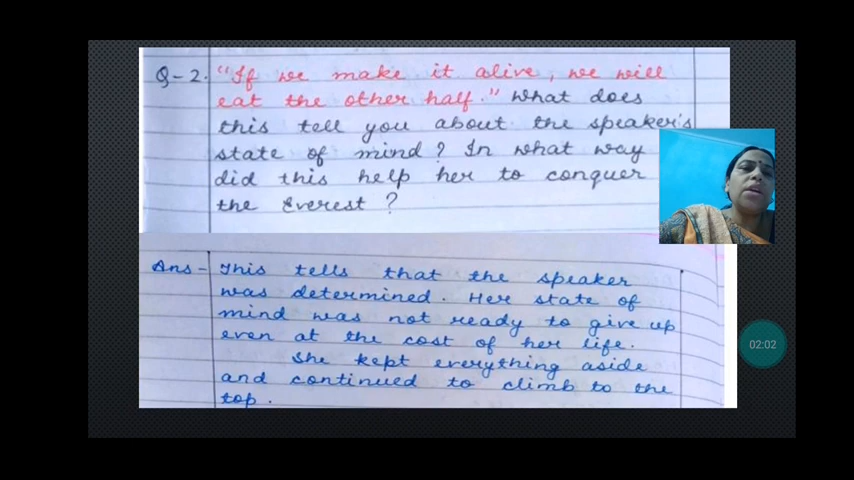 Q-2. "If we make it alive, we will
eat the other half." What does
this tell you about the speaker's
state of mind? In what way
did this help her to conquer
the Everest?
Ans- This tells that the speaker
was determined. Her state of
mind was not ready to give up
even at the cost of her life.
She kept everything aside
and continued to climb to the
top.
02:02